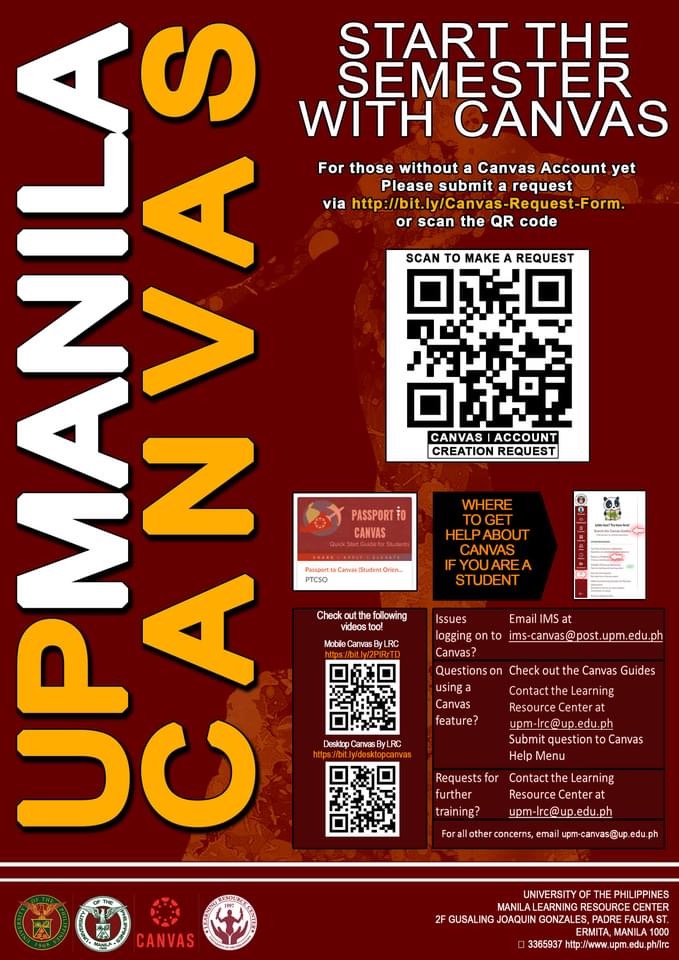 UPMANILA
CANVAS
START THE
SEMESTER
WITH CANVAS
For those without a Canvas Account yet
Please submit a request
via http://bit.ly/Canvas-Request-Form.
or scan the QR code
SCAN TO MAKE A REQUEST
CANVAS | ACCOUNT
CREATION REQUEST
PASSPORT TO
CANVAS
Quick Start Guide for Students
SHARE | APPLY | ELEVATE
Passport to Canvas (Student Orien...
PTCSO
WHERE
TO GET
HELP ABOUT
CANVAS
IF YOU ARE A
STUDENT
Check out the following
videos too!
Mobile Canvas By LRC
https://bit.ly/2PlRrTD
Desktop Canvas By LRC
https://bit.ly/desktopcanvas
Issues
logging on to
Canvas?
Email IMS at
ims-canvas@post.upm.edu.ph
Questions on
using a
Canvas
feature?
Check out the Canvas Guides
Contact the Learning
Resource Center at
upm-lrc@up.edu.ph
Submit question to Canvas
Help Menu
Requests for
further
training?
Contact the Learning
Resource Center at
upm-lrc@up.edu.ph
For all other concerns, email upm-canvas@up.edu.ph
CANVAS
LEARNING RESOURCE CENTER
1997
UNIVERSITY OF THE PHILIPPINES
MANILA LEARNING RESOURCE CENTER
2F GUSALING JOAQUIN GONZALES, PADRE FAURA ST.
ERMITA, MANILA 1000
3365937 http://www.upm.edu.ph/lrc